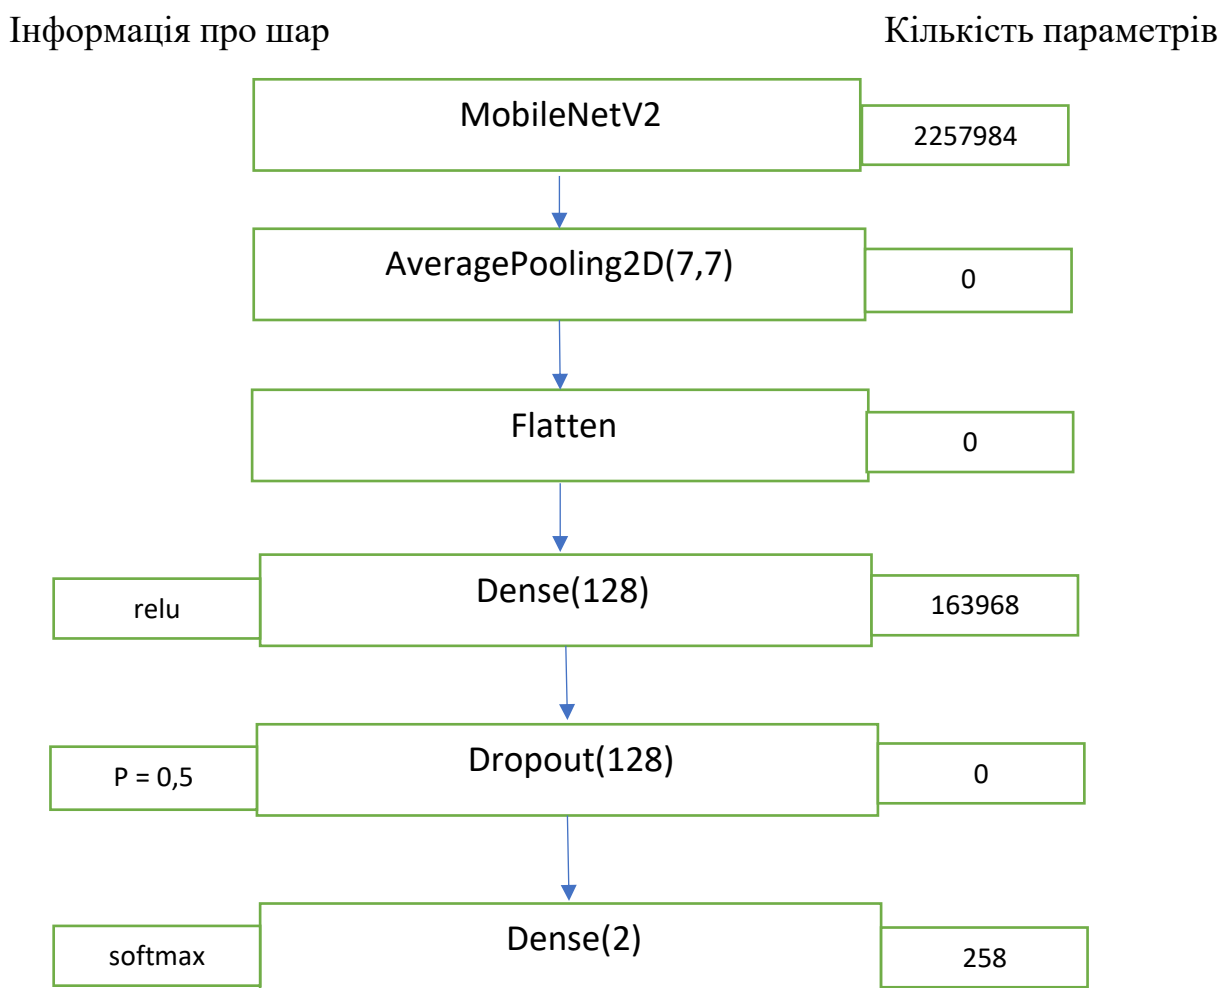 Інформація про шар
Кількість параметрів
MobileNetV2
2257984
AveragePooling2D(7,7)
0
Flatten
0
relu
Dense(128)
163968
P = 0,5
Dropout(128)
0
softmax
Dense(2)
258